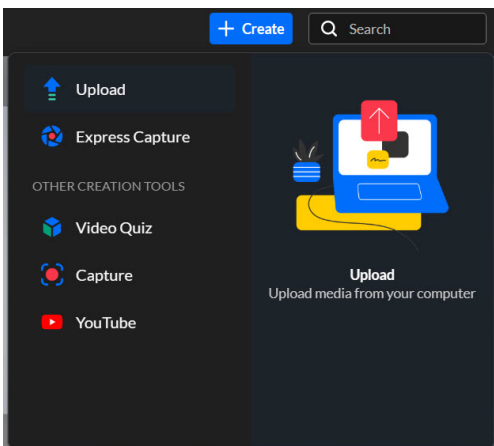 + Create
Search
Upload
Express Capture
OTHER CREATION TOOLS
Video Quiz
Capture
YouTube
Upload
Upload media from your computer